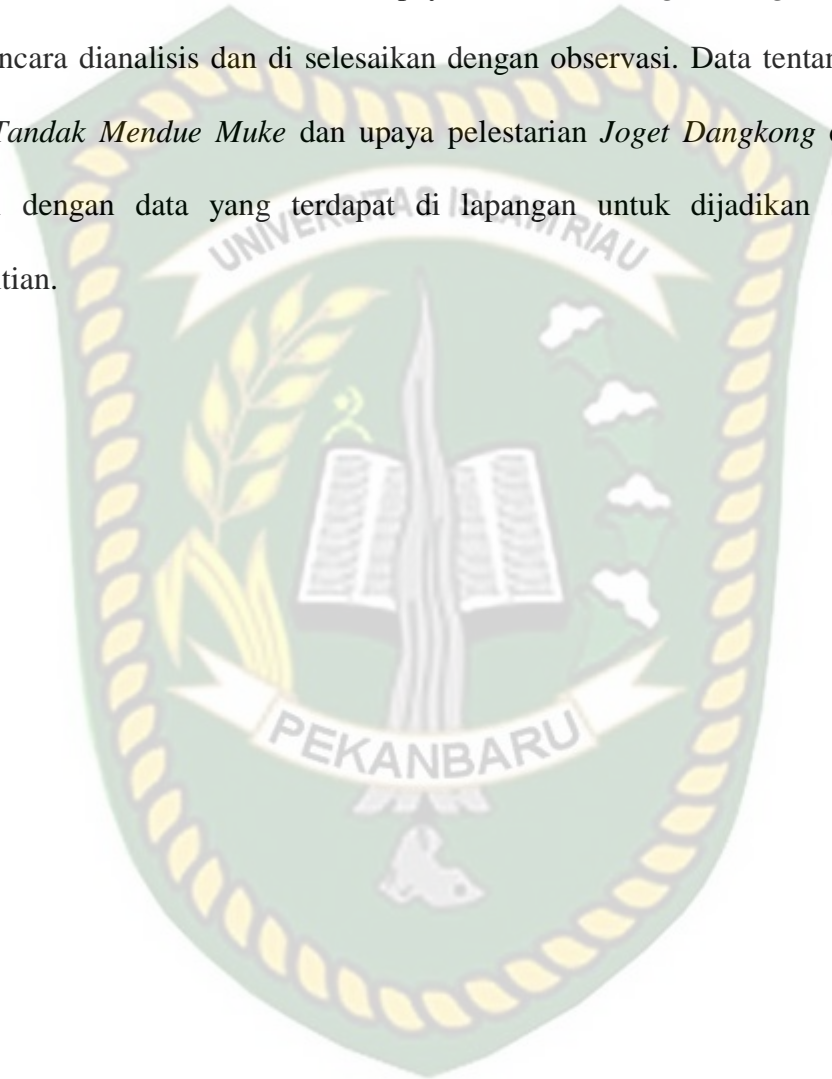 ncara dianalisis dan di selesaikan dengan observasi. Data tentan
Tandak Mendue Muke dan upaya pelestarian Joget Dangkong
dengan data yang terdapat di lapangan untuk dijadikan
tian.
UNIVERSITAS ISLAM RIAU
PEKANBARU